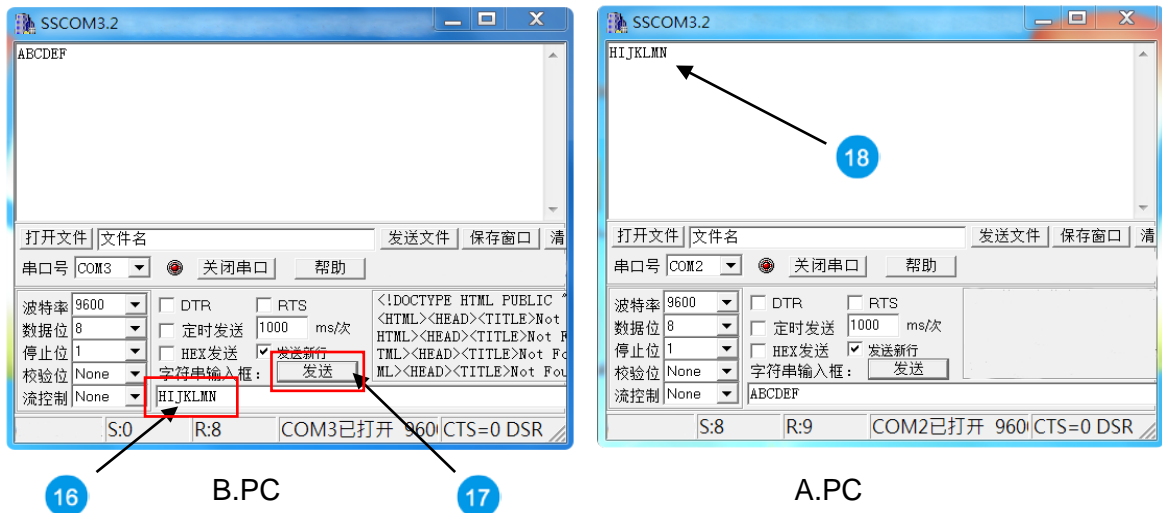 SSCOM3.2
ABCDEF
打开文件 文件名 发送文件 保存窗口 清
串口号 COM3 关闭串口 帮助
波特率 9600 DTR RTS
数据位 8 定时发送 1000 ms/次
停止位 1 HEX发送 发送新行
校验位 None 字符串输入框： 发送
流控制 None HIJKLMN
<!DOCTYPE HTML PUBLIC "
<HTML><HEAD><TITLE>Not
HTML><HEAD><TITLE>Not F
TML><HEAD><TITLE>Not Fo
ML><HEAD><TITLE>Not Fou
S:0 R:8 COM3已打开 960 CTS=0 DSR
16 B.PC 17
SSCOM3.2
HIJKLMN
18
打开文件 文件名 发送文件 保存窗口 清
串口号 COM2 关闭串口 帮助
波特率 9600 DTR RTS
数据位 8 定时发送 1000 ms/次
停止位 1 HEX发送 发送新行
校验位 None 字符串输入框： 发送
流控制 None ABCDEF
S:8 R:9 COM2已打开 960 CTS=0 DSR
A.PC